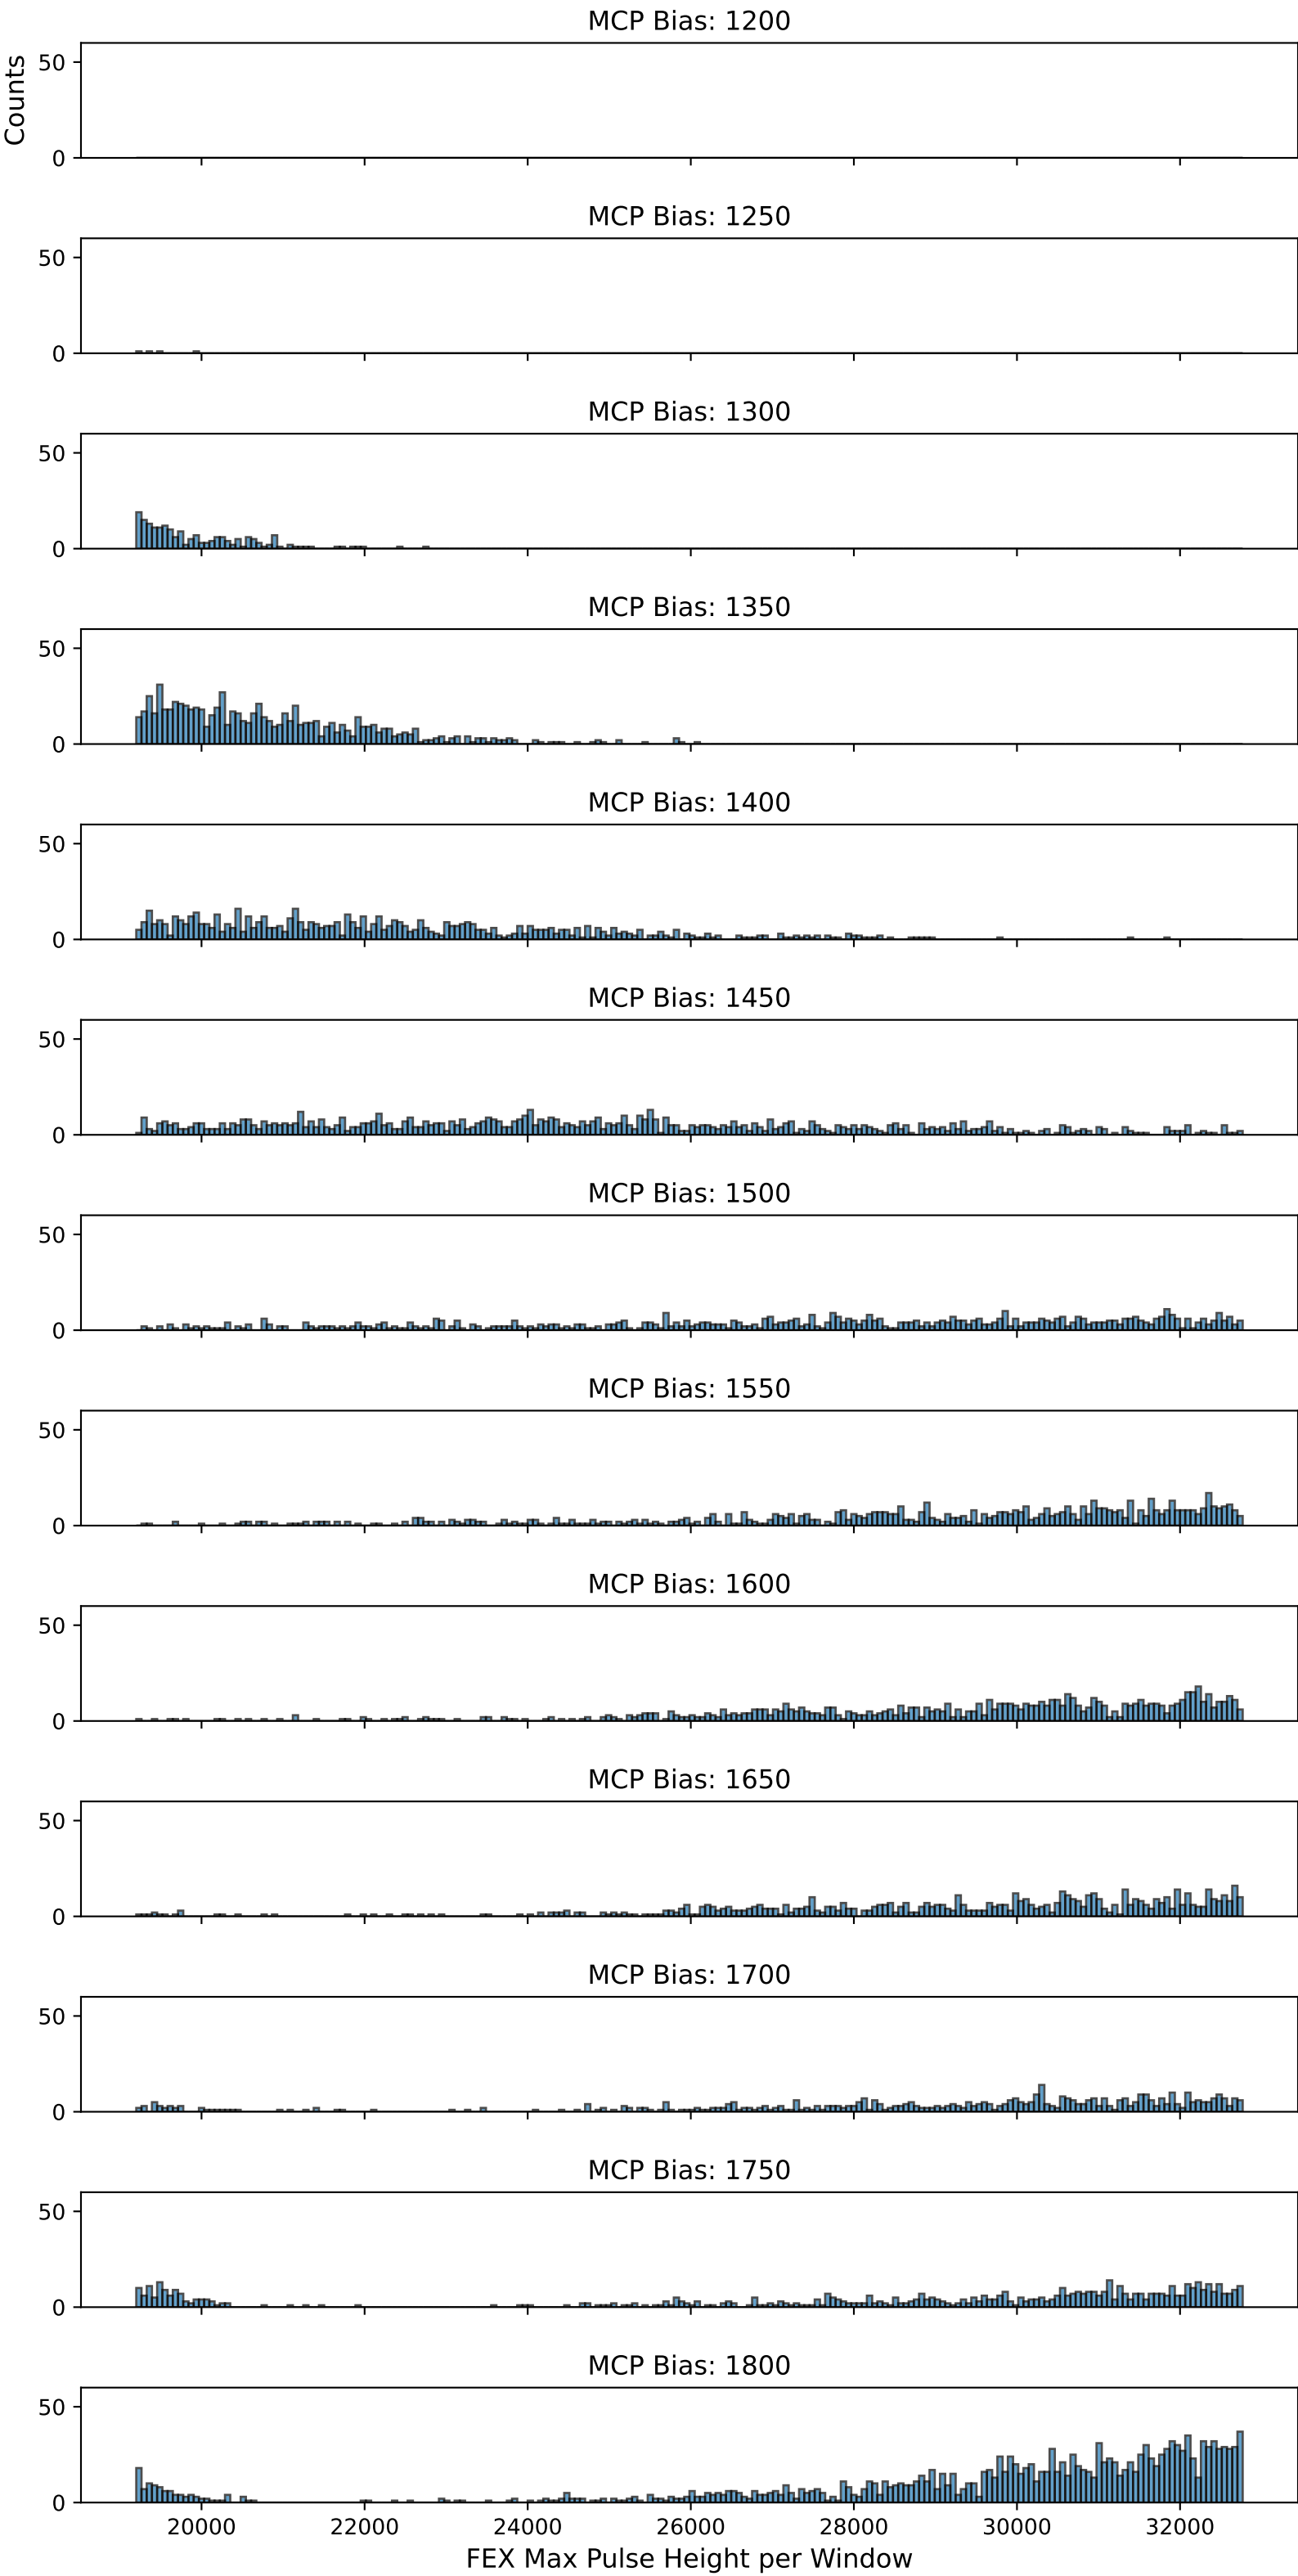 MCP Bias: 1200
Counts
50
0
MCP Bias: 1250
50
0
MCP Bias: 1300
50
0
MCP Bias: 1350
50
0
MCP Bias: 1400
50
0
MCP Bias: 1450
50
0
MCP Bias: 1500
50
0
MCP Bias: 1550
50
0
MCP Bias: 1600
50
0
MCP Bias: 1650
50
0
MCP Bias: 1700
50
0
MCP Bias: 1750
50
0
MCP Bias: 1800
50
0
20000 22000 24000 26000 28000 30000 32000
FEX Max Pulse Height per Window